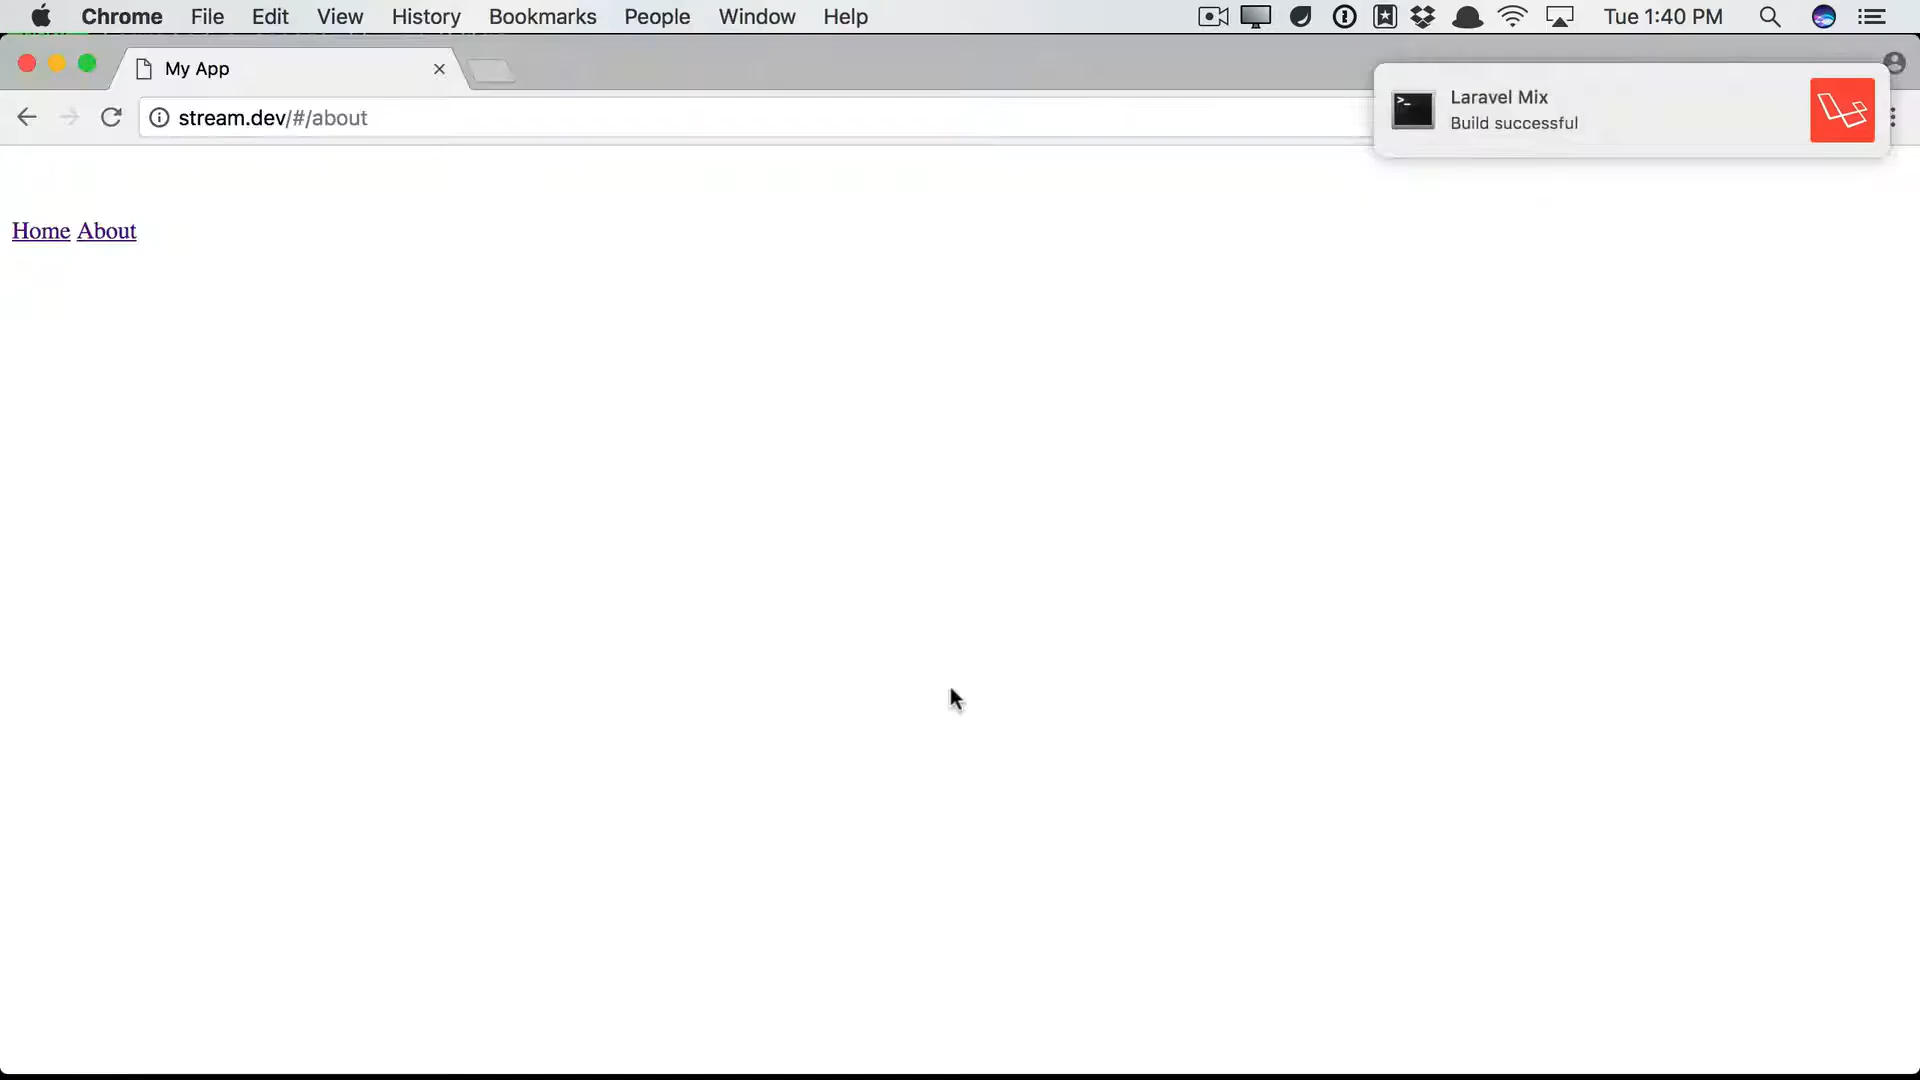 Chrome File Edit View History Bookmarks People Window Help Tue 1:40 PM
My App
stream.dev/#/about
Laravel Mix
Build successful
Home About